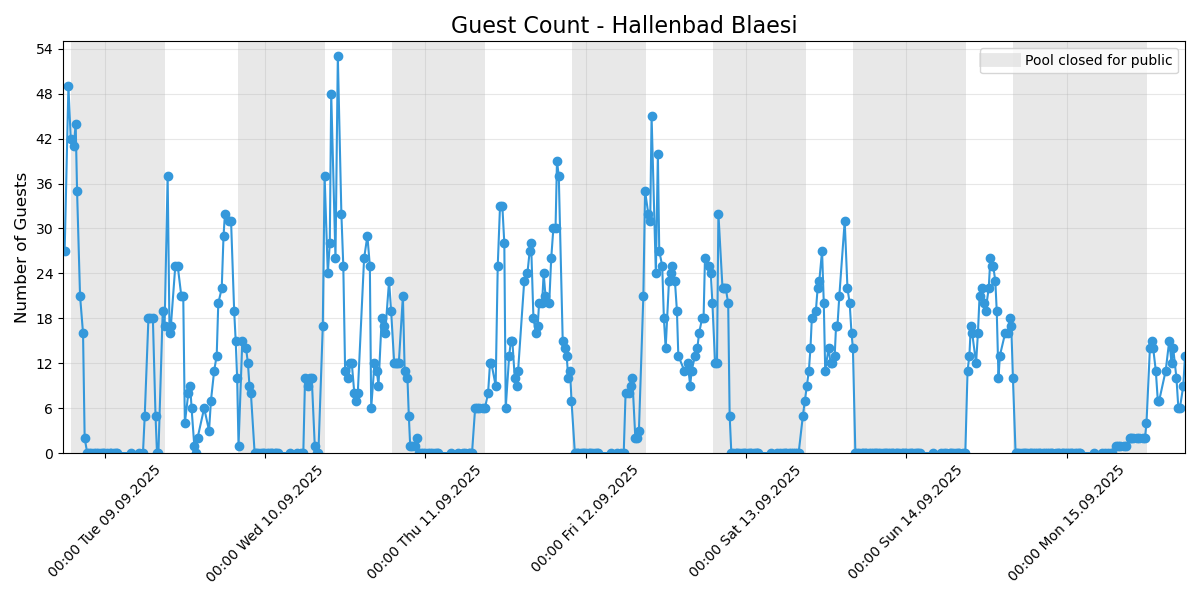 Guest Count - Hallenbad Blaesi
Pool closed for public
Number of Guests
54
48
42
36
30
24
18
12
6
0
00:00 Tue 09.09.2025
00:00 Wed 10.09.2025
00:00 Thu 11.09.2025
00:00 Fri 12.09.2025
00:00 Sat 13.09.2025
00:00 Sun 14.09.2025
00:00 Mon 15.09.2025